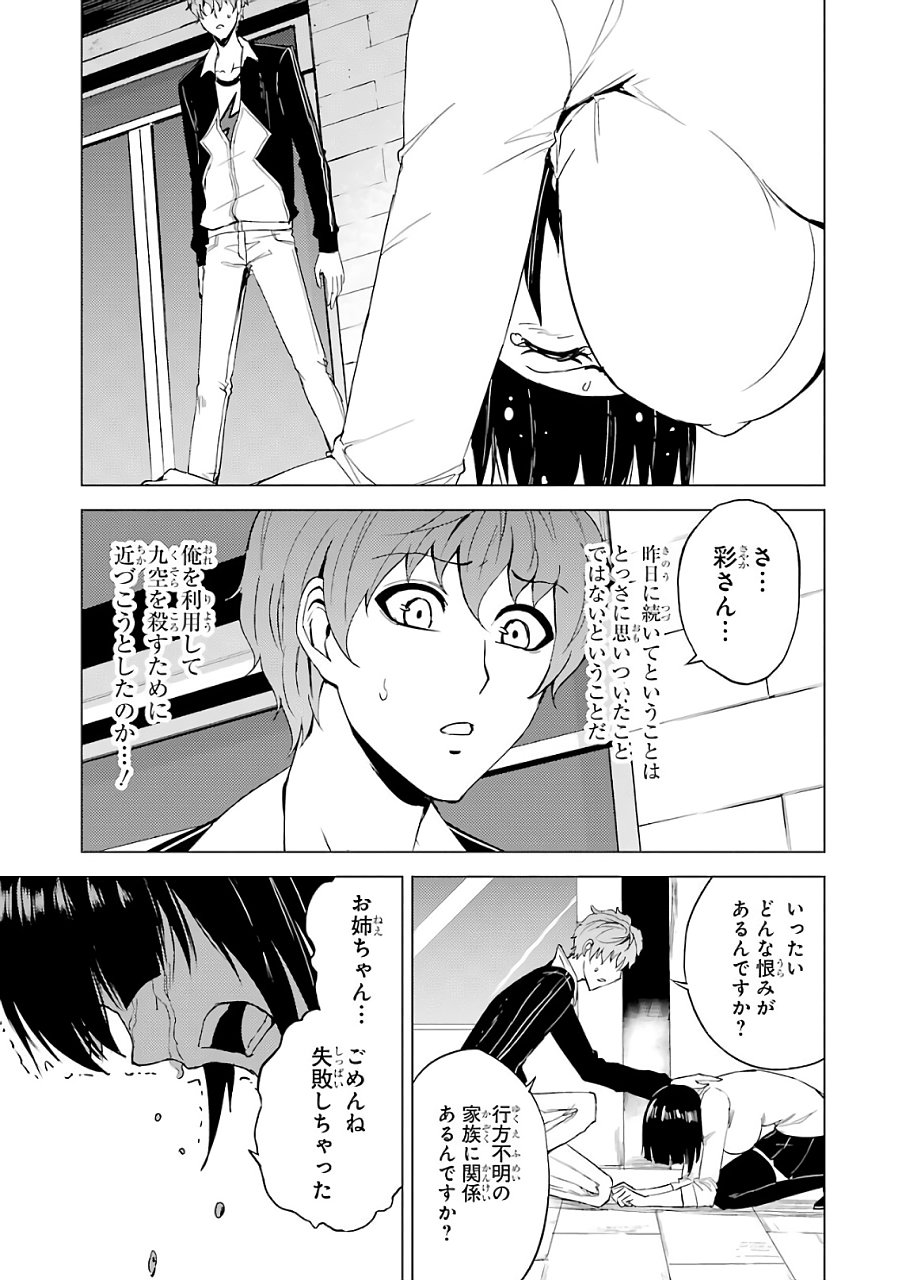 さ…
彩さん…
昨日に続いてということは
とっさに思いついたこと
ではないということだ
俺を利用して
九空を殺すために
近づこうとしたのか…！
いったい
どんな恨みが
あるんですか？
行方不明の
家族に関係
あるんですか？
お姉ちゃん…
ごめんね
失敗しちゃった